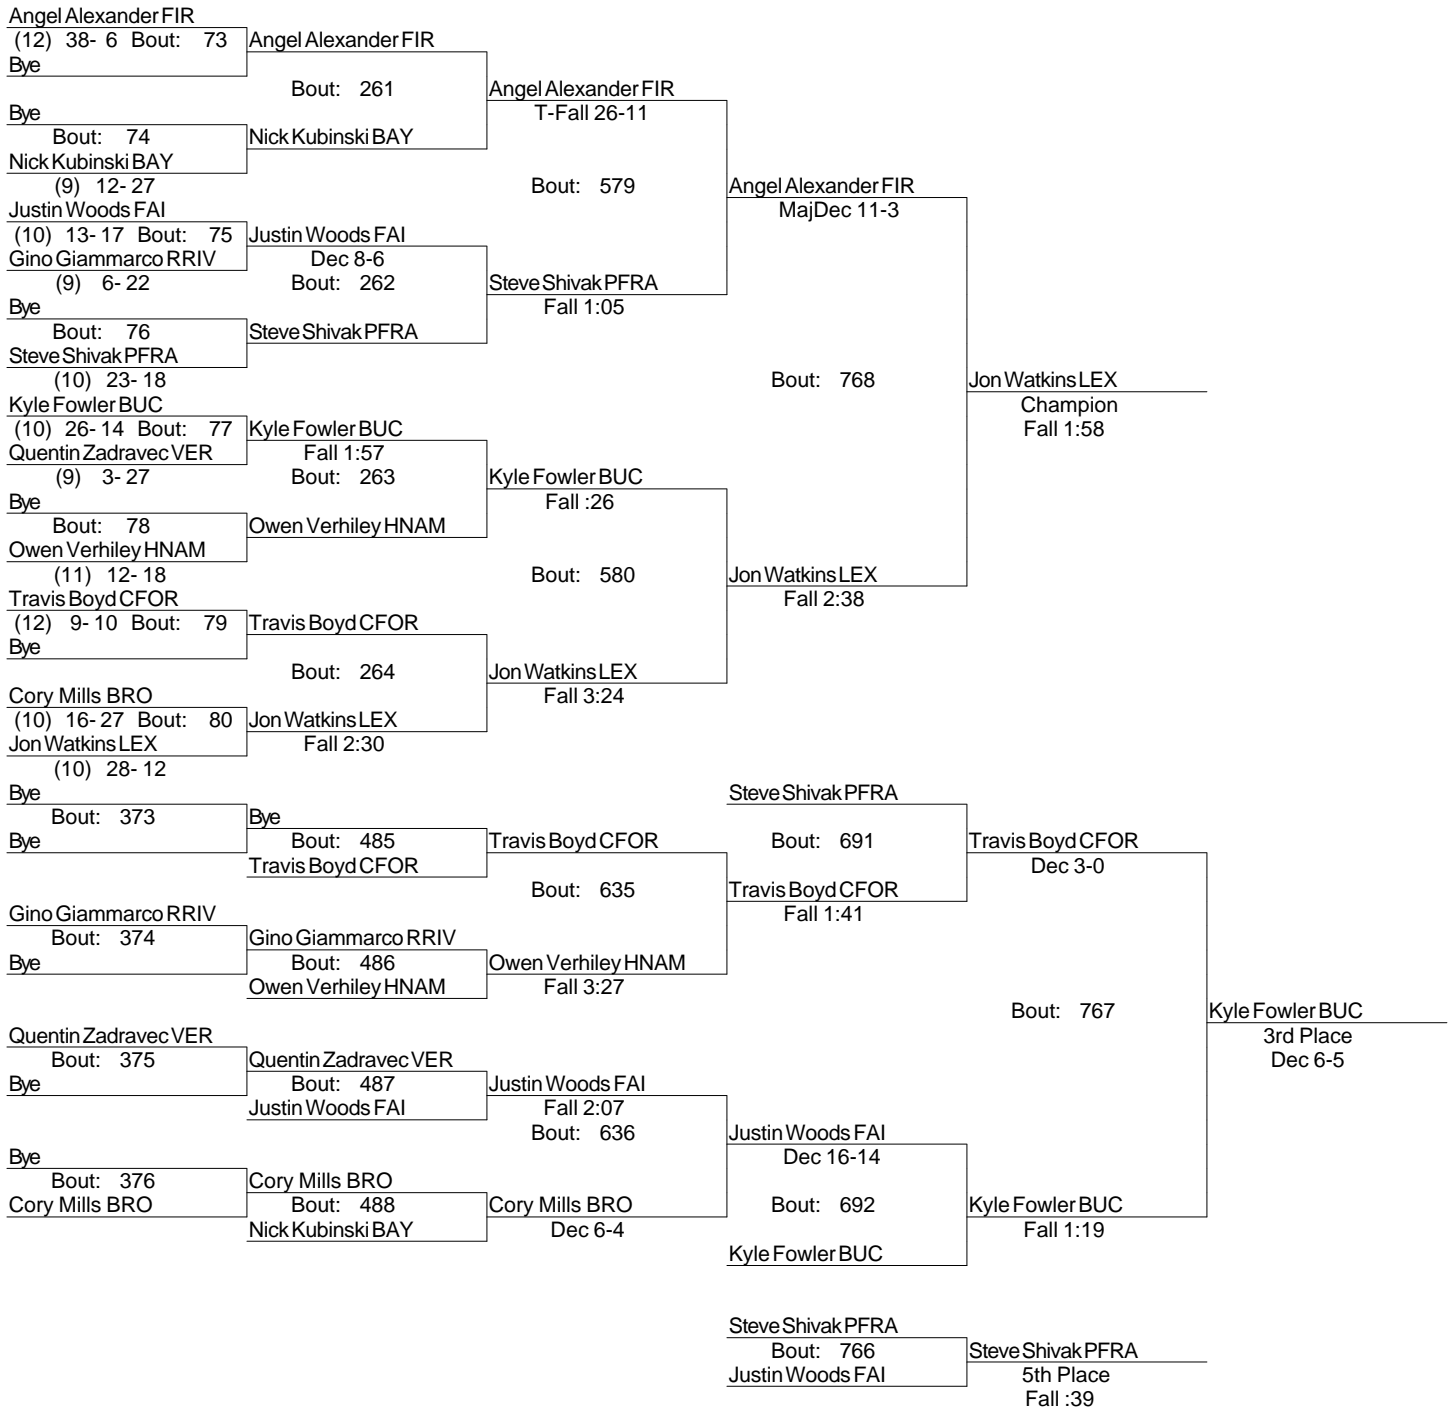 Angel Alexander FIR
(12) 38- 6 Bout: 73 Angel Alexander FIR
Bye
Bout: 261 Angel Alexander FIR
Bye T-Fall 26-11
Bout: 74 Nick Kubinski BAY
Nick Kubinski BAY
(9) 12- 27 Bout: 579 Angel Alexander FIR
Justin Woods FAI MajDec 11-3
(10) 13- 17 Bout: 75 Justin Woods FAI
Gino Giammarco RRIV Dec 8-6
(9) 6- 22 Bout: 262 Steve Shivak PFRA
Bye Fall 1:05
Bout: 76 Steve Shivak PFRA
Steve Shivak PFRA
(10) 23- 18 Bout: 768 Jon Watkins LEX
Kyle Fowler BUC Champion
(10) 26- 14 Bout: 77 Kyle Fowler BUC Fall 1:58
Quentin Zadravec VER Fall 1:57
(9) 3- 27 Bout: 263 Kyle Fowler BUC
Bye Fall :26
Bout: 78 Owen Verhiley HNAM
Owen Verhiley HNAM
(11) 12- 18 Bout: 580 Jon Watkins LEX
Travis Boyd CFOR Fall 2:38
(12) 9- 10 Bout: 79 Travis Boyd CFOR
Bye
Bout: 264 Jon Watkins LEX
Cory Mills BRO Fall 3:24
(10) 16- 27 Bout: 80 Jon Watkins LEX
Jon Watkins LEX Fall 2:30
(10) 28- 12
Bye Steve Shivak PFRA
Bout: 373 Bye
Bye Bout: 485 Travis Boyd CFOR Bout: 691 Travis Boyd CFOR
Travis Boyd CFOR Dec 3-0
Bout: 635 Travis Boyd CFOR
Gino Giammarco RRIV Fall 1:41
Bout: 374 Gino Giammarco RRIV
Bye Bout: 486 Owen Verhiley HNAM
Owen Verhiley HNAM Fall 3:27
Bout: 767 Kyle Fowler BUC
Quentin Zadravec VER 3rd Place
Bout: 375 Quentin Zadravec VER Dec 6-5
Bye Bout: 487 Justin Woods FAI
Justin Woods FAI Fall 2:07
Bout: 636 Justin Woods FAI
Bye Dec 16-14
Bout: 376 Cory Mills BRO
Cory Mills BRO Bout: 488 Cory Mills BRO Bout: 692 Kyle Fowler BUC
Nick Kubinski BAY Dec 6-4 Fall 1:19
Kyle Fowler BUC
Steve Shivak PFRA
Bout: 766 Steve Shivak PFRA
Justin Woods FAI 5th Place
Fall :39